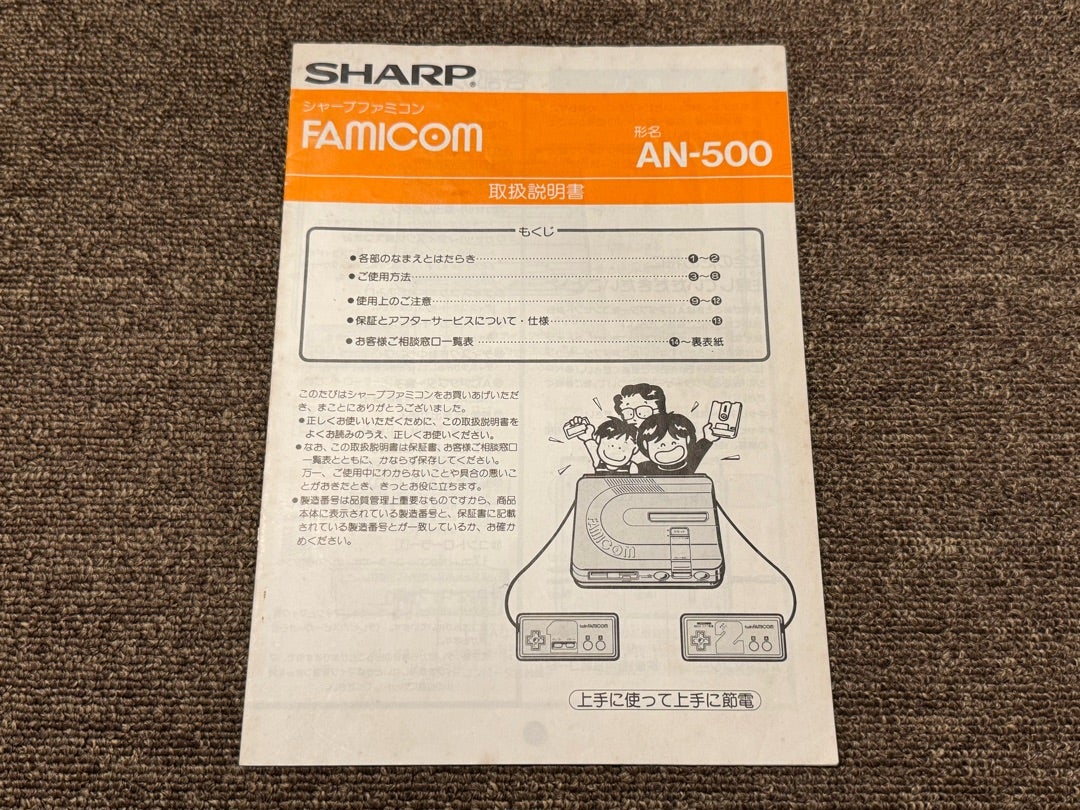 SHARP®
シャープファミコン
FAMICOM
形名
AN-500
取扱説明書
もくじ
●各部のなまえとはたらき……❶～❷
●ご使用方法……❸～❽
●使用上のご注意……❾～⓬
●保証とアフターサービスについて・仕様……⓭
●お客様ご相談窓口一覧表……⓮～裏表紙
このたびはシャープファミコンをお買いあげいただ
き、まことにありがとうございました。
●正しくお使いいただくために、この取扱説明書を
よくお読みのうえ、正しくお使いください。
●なお、この取扱説明書は保証書、お客様ご相談窓口
一覧表とともに、かならず保存してください。
万一、ご使用中にわからないことや具合の悪いこ
とがおきたとき、きっとお役に立ちます。
●製造番号は品質管理上重要なものですから、商品
本体に表示されている製造番号と、保証書に記載
されている製造番号とが一致しているか、お確か
めください。
FAMICOM
twinFAMICOM
2
twinFAMICOM
上手に使って上手に節電